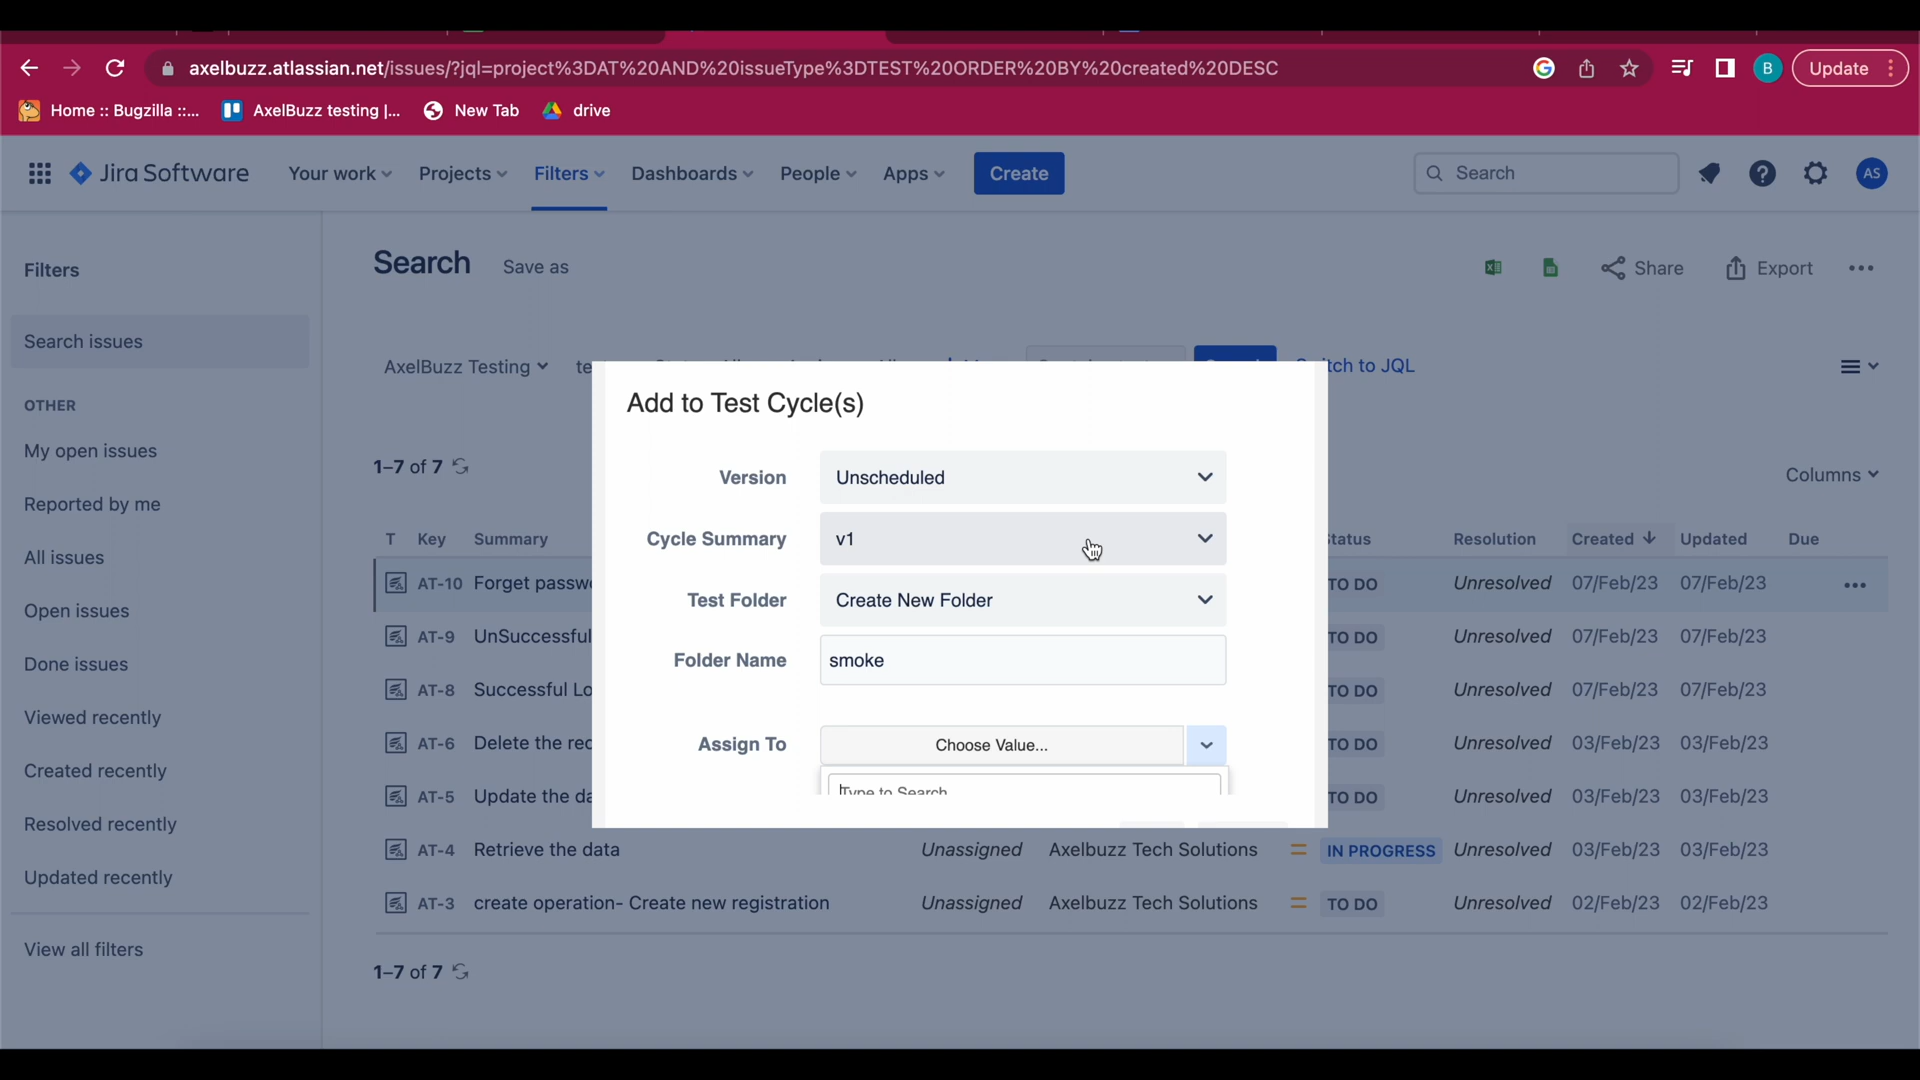 axelbuzz.atlassian.net/issues/?jql=project%3DAT%20AND%20issueType%3DTEST%20ORDER%20BY%20created%20DESC
B
Update
Home :: Bugzilla ::...
AxelBuzz testing |...
New Tab
drive
Jira Software
Your work
Projects
Filters
Dashboards
People
Apps
Create
Search
AS
Filters
Search
Save as
Share
Export
Search issues
AxelBuzz Testing
tch to JQL
OTHER
My open issues
Reported by me
All issues
Open issues
Done issues
Viewed recently
Created recently
Resolved recently
Updated recently
View all filters
1–7 of 7
Columns
T Key Summary
Resolution Created Updated Due
AT-10 Forget passw
TO DO Unresolved 07/Feb/23 07/Feb/23
AT-9 UnSuccessful
TO DO Unresolved 07/Feb/23 07/Feb/23
AT-8 Successful Lo
TO DO Unresolved 07/Feb/23 07/Feb/23
AT-6 Delete the rec
TO DO Unresolved 03/Feb/23 03/Feb/23
AT-5 Update the da
TO DO Unresolved 03/Feb/23 03/Feb/23
AT-4 Retrieve the data Unassigned Axelbuzz Tech Solutions IN PROGRESS Unresolved 03/Feb/23 03/Feb/23
AT-3 create operation- Create new registration Unassigned Axelbuzz Tech Solutions TO DO Unresolved 02/Feb/23 02/Feb/23
1–7 of 7
Add to Test Cycle(s)
Version Unscheduled
Cycle Summary v1
Test Folder Create New Folder
Folder Name smoke
Assign To Choose Value...
Type to Search